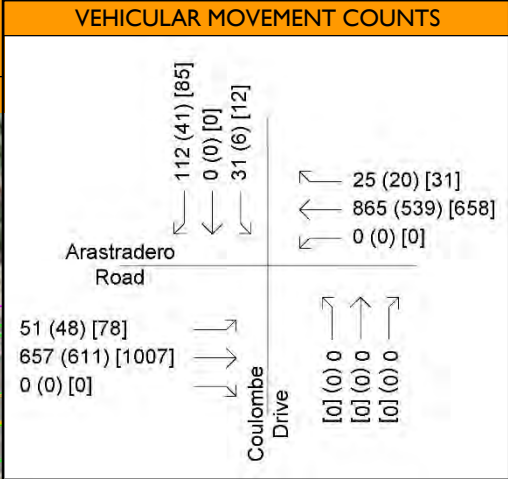 VEHICULAR MOVEMENT COUNTS
112 (41) [85]
0 (0) [0]
31 (6) [12]
25 (20) [31]
865 (539) [658]
0 (0) [0]
Arastradero
Road
51 (48) [78]
657 (611) [1007]
0 (0) [0]
Coulombe
Drive
[0] (0) 0
[0] (0) 0
[0] (0) 0